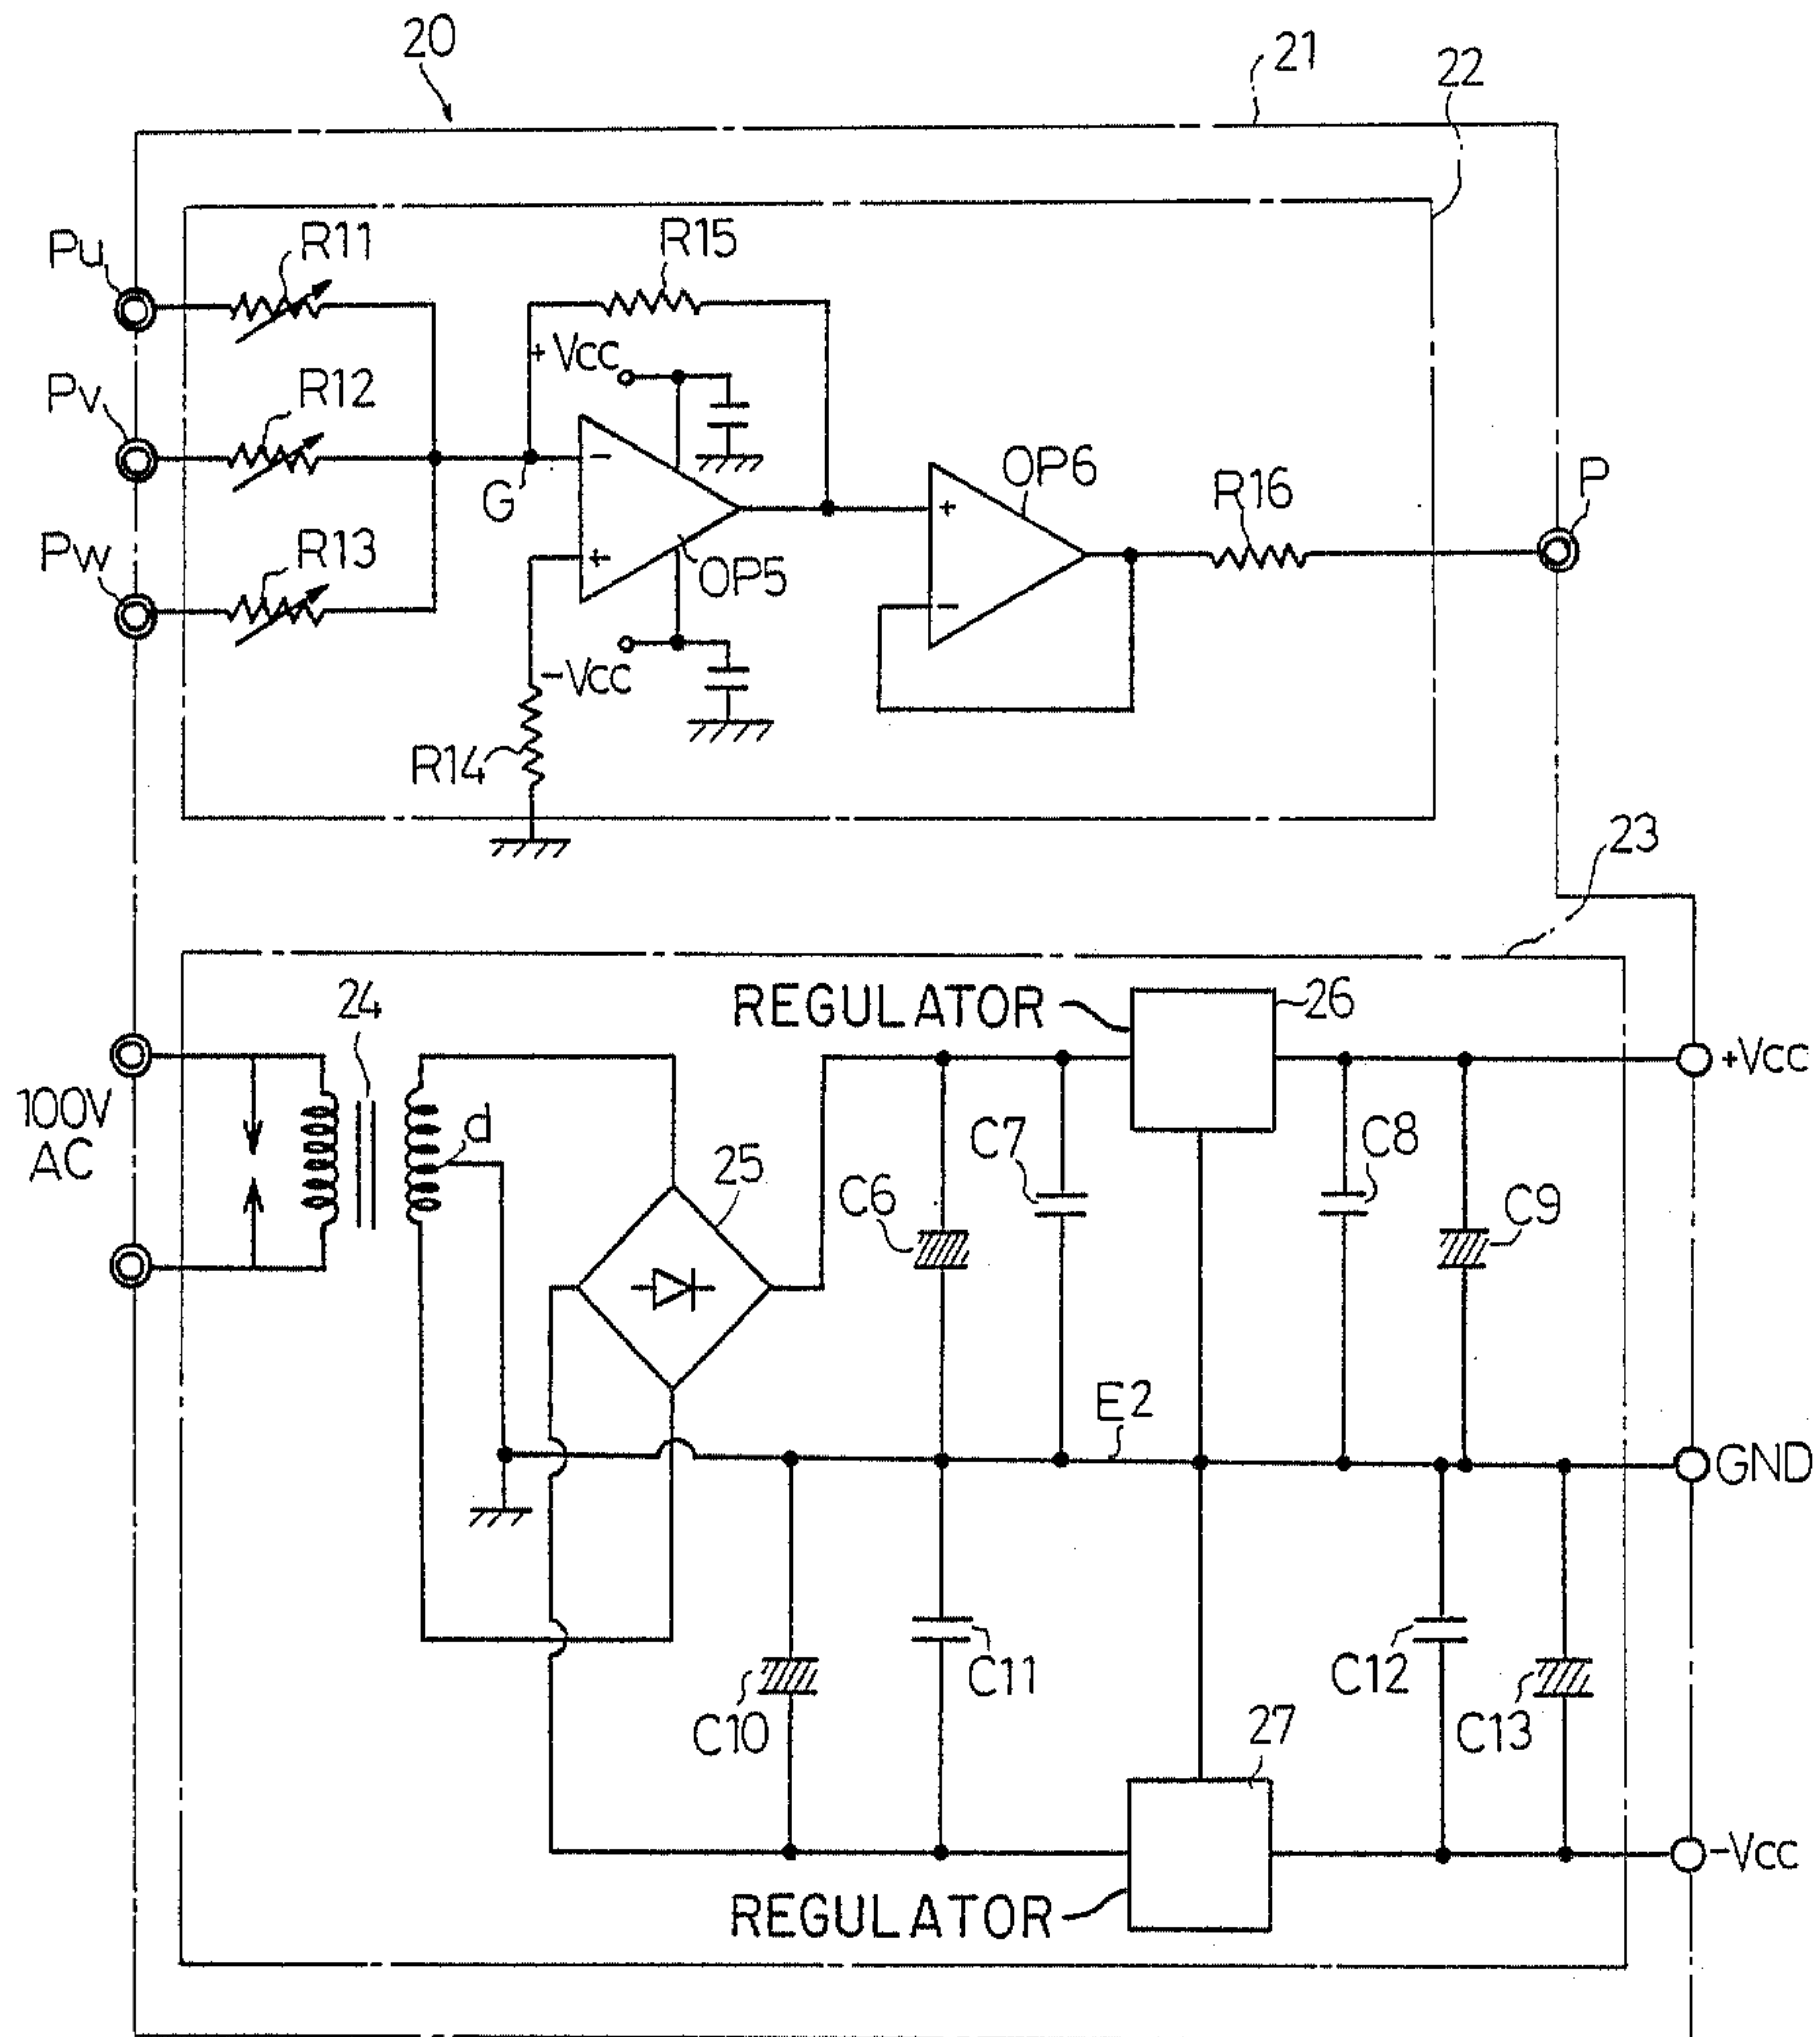 20
21
22
Pu
R11
R15
+Vcc
Pv
R12
G
OP6
P
R16
Pw
R13
OP5
-Vcc
R14
23
24
REGULATOR
26
100V
AC
d
25
C6
C7
C8
C9
+Vcc
E2
GND
C10
C11
C12
C13
27
REGULATOR
-Vcc